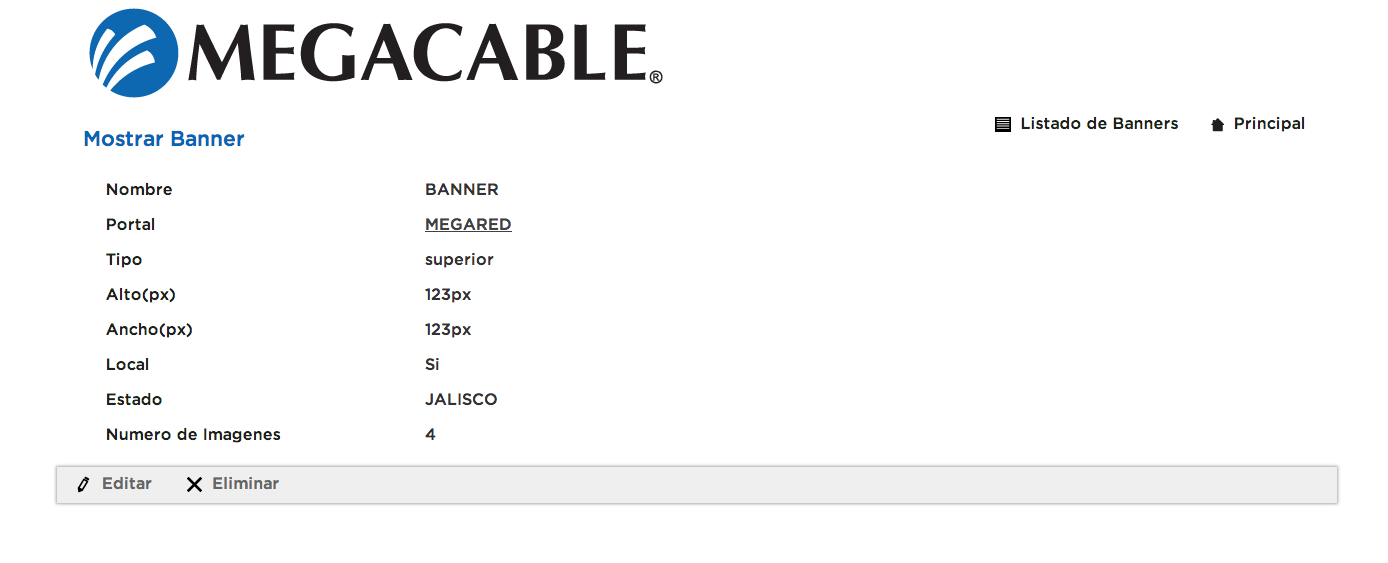 MEGACABLE®
Listado de Banners Principal
Mostrar Banner
Nombre BANNER
Portal MEGARED
Tipo superior
Alto(px) 123px
Ancho(px) 123px
Local Si
Estado JALISCO
Numero de Imagenes 4
Editar Eliminar